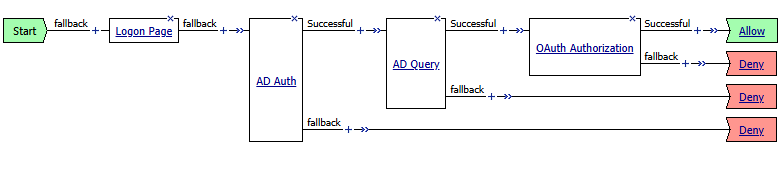 Start
fallback
Logon Page
fallback
AD Auth
Successful
AD Query
Successful
OAuth Authorization
Successful
Allow
fallback
Deny
fallback
Deny
fallback
Deny